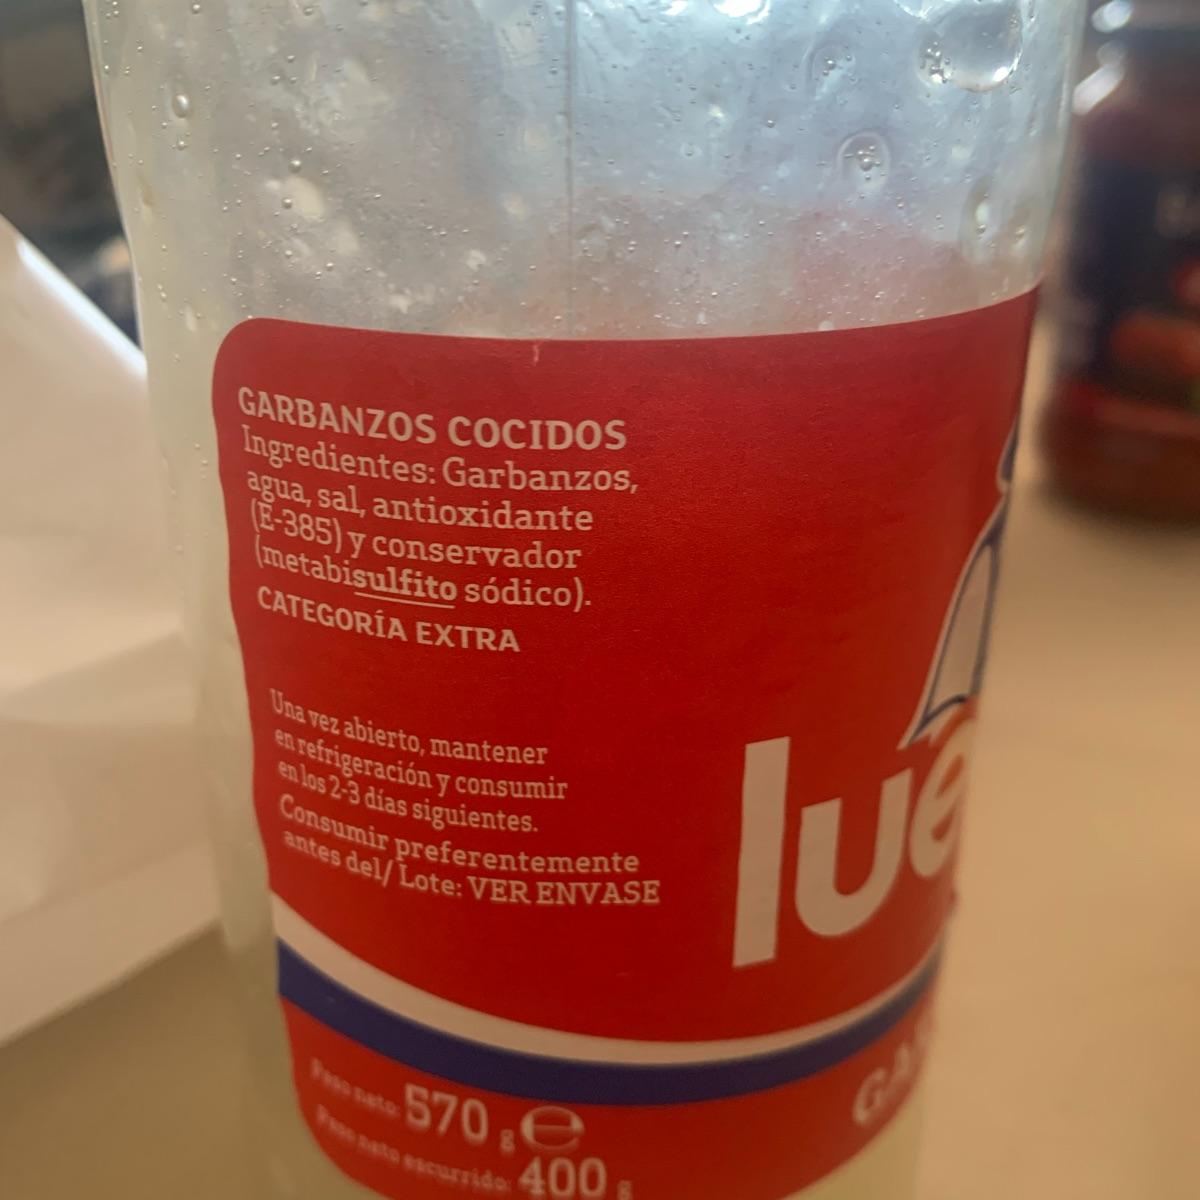 GARBANZOS COCIDOS
Ingredientes: Garbanzos,
agua, sal, antioxidante
(E-385) y conservador
(metabisulfito sódico).
CATEGORÍA EXTRA
Una vez abierto, mantener
en refrigeración y consumir
en los 2-3 días siguientes.
Consumir preferentemente
antes del/ Lote: VER ENVASE
lue
GA
Peso neto: 570 g ℮
Peso neto escurrido: 400 g